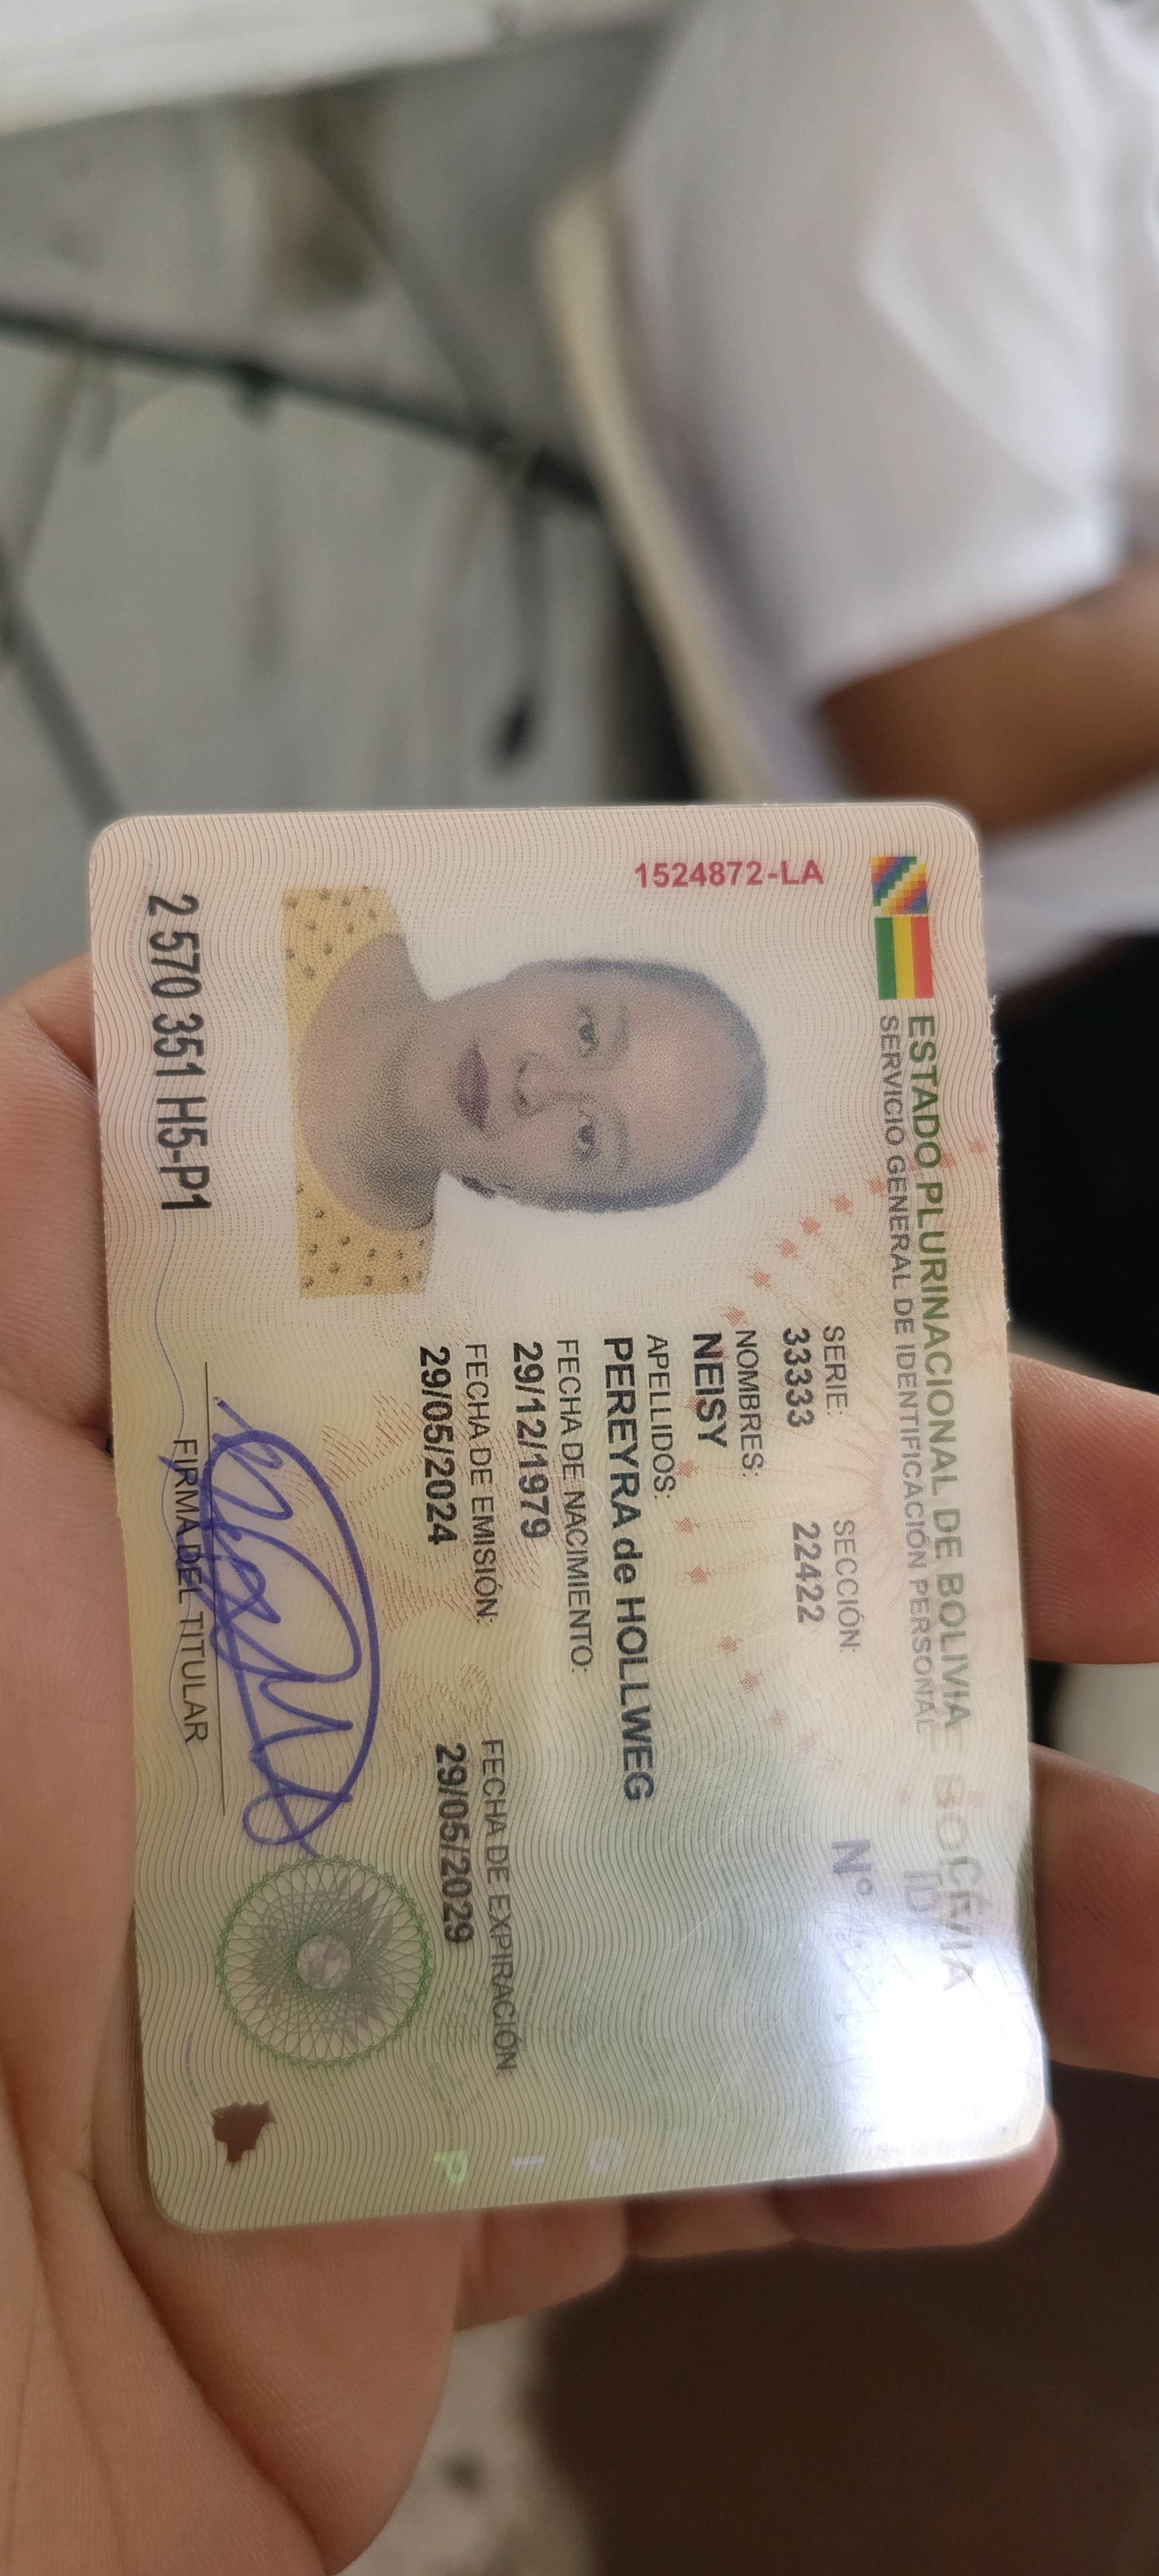 ESTADO PLURINACIONAL DE BOLIVIA
SERVICIO GENERAL DE IDENTIFICACIÓN PERSONAL
1524872-LA
SERIE: SECCIÓN: N°
33333 22422
NOMBRES:
NEISY
APELLIDOS:
PEREYRA de HOLLWEG
FECHA DE NACIMIENTO:
29/12/1979
FECHA DE EMISIÓN: FECHA DE EXPIRACIÓN:
29/05/2024 29/05/2029
FIRMA DEL TITULAR
2 570 351 H5-P1